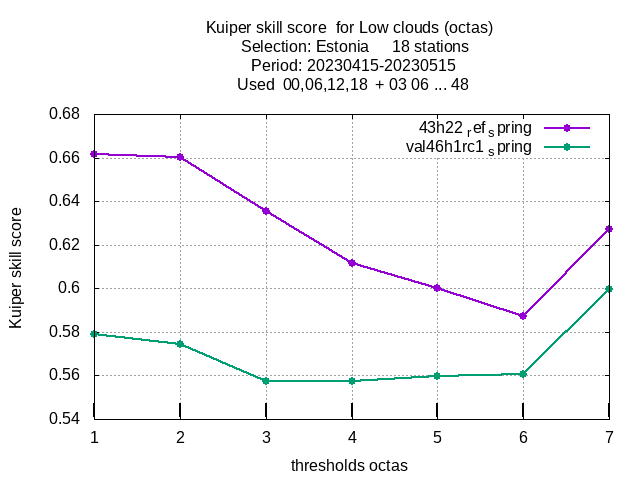 Kuiper skill score for Low clouds (octas)
Selection: Estonia 18 stations
Period: 20230415-20230515
Used 00,06,12,18 + 03 06 ... 48
43h22 ref spring
val46h1rc1 spring
0.68
0.66
0.64
0.62
0.6
0.58
0.56
0.54
Kuiper skill score
1 2 3 4 5 6 7
thresholds octas